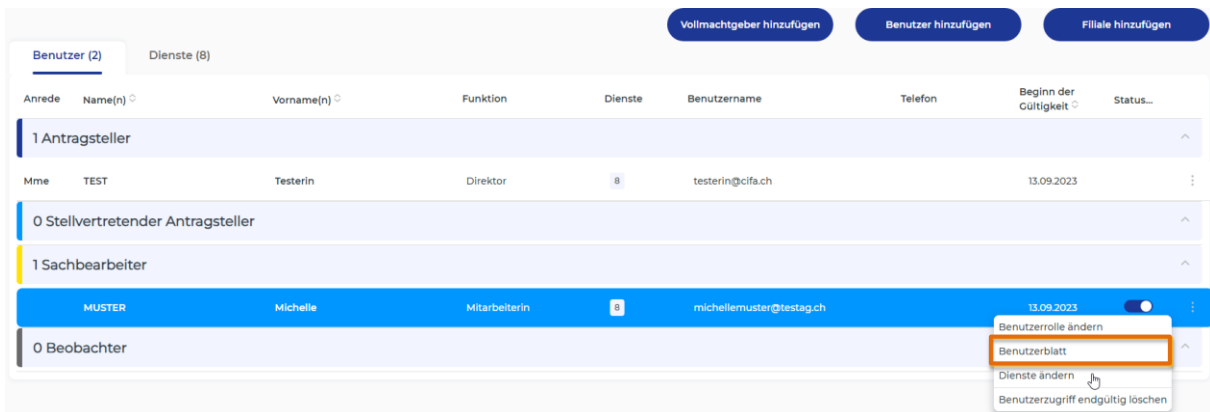 Vollmachtgeber hinzufügen Benutzer hinzufügen Filiale hinzufügen
Benutzer (2) Dienste (8)
Anrede Name(n) Vorname(n) Funktion Dienste Benutzername Telefon Beginn der Gültigkeit Status...
1 Antragsteller
Mme TEST Testerin Direktor 8 testerin@cifa.ch 13.09.2023
0 Stellvertretender Antragsteller
1 Sachbearbeiter
MUSTER Michelle Mitarbeiterin 8 michellemuster@testag.ch 13.09.2023
0 Beobachter
Benutzerrolle ändern
Benutzerblatt
Dienste ändern
Benutzerzugriff endgültig löschen